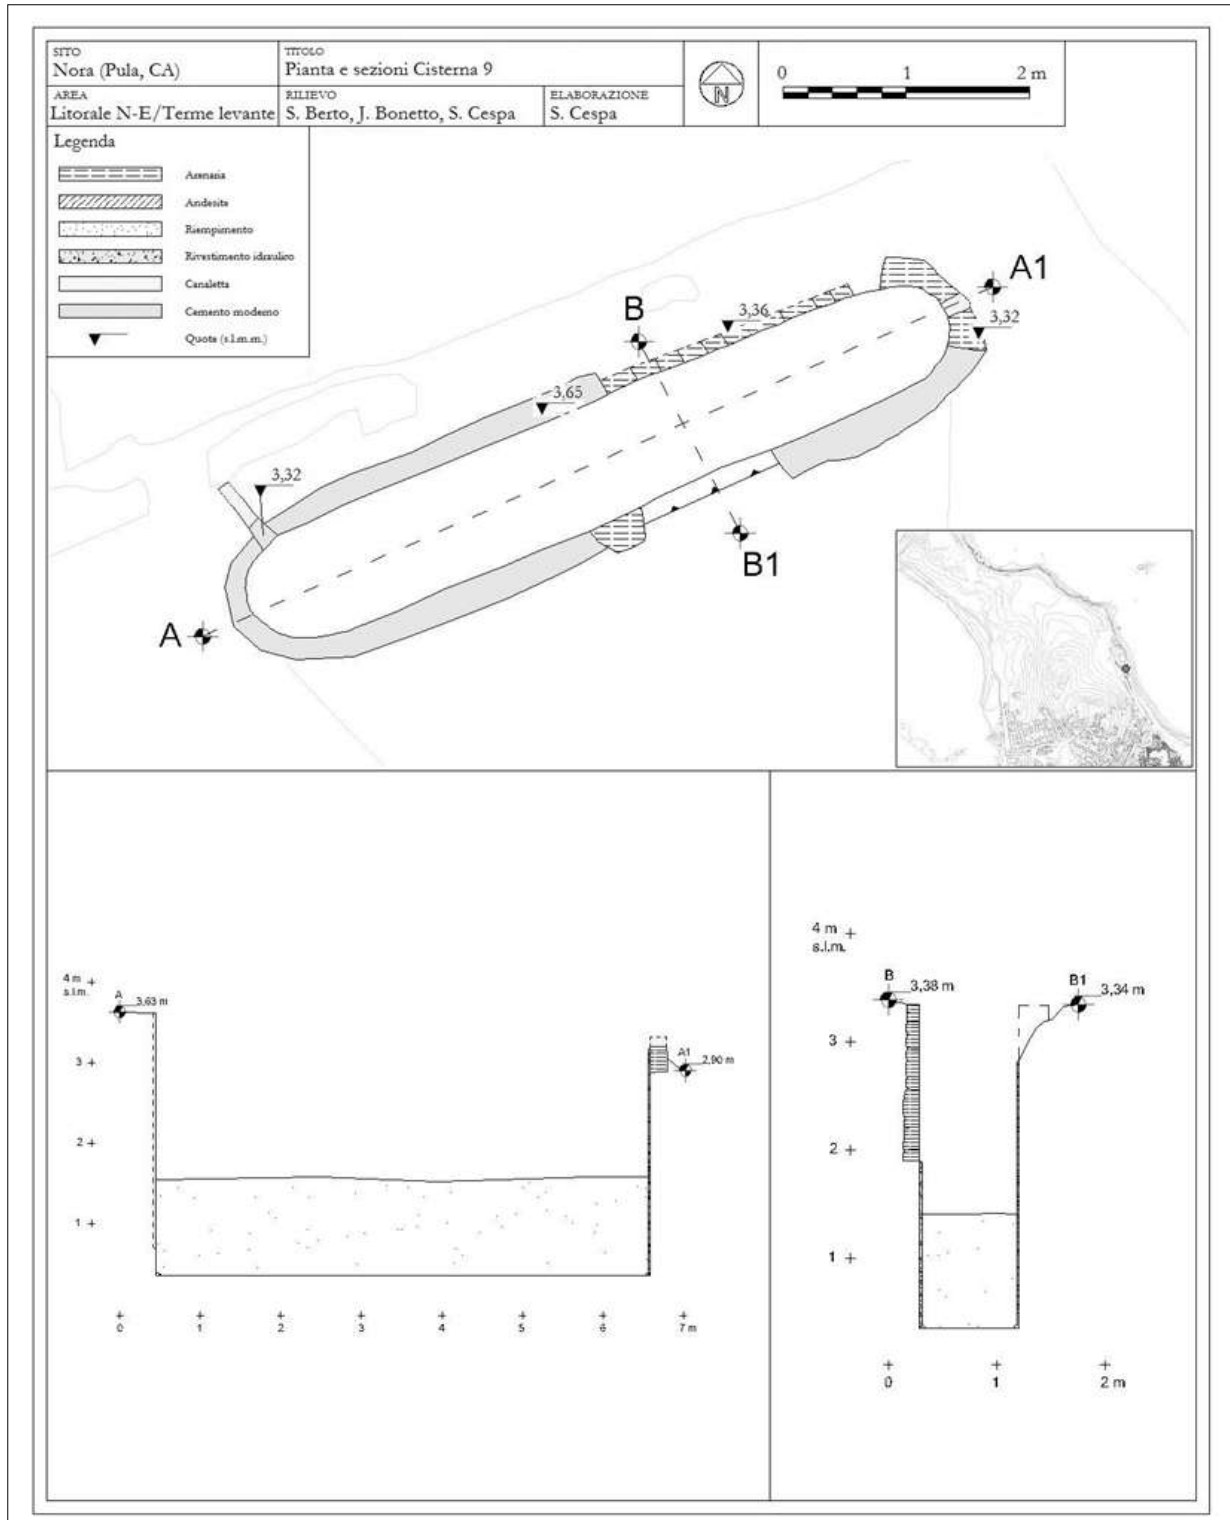 SITO
Nora (Pula, CA)
TITOLO
Pianta e sezioni Cisterna 9
AREA
Litorale N-E/Terme levante
RILIEVO
S. Berto, J. Bonetto, S. Cespa
ELABORAZIONE
S. Cespa
N
0 1 2 m
Legenda
Arenaria
Andesite
Riempimento
Rivestimento idraulico
Canaletta
Cemento moderno
Quote (s.l.m.m.)
A1
B
3,36
3,32
3,65
3,32
B1
A
4 m
s.l.m.
A
3,63 m
3
A1
2,90 m
2
1
0 1 2 3 4 5 6 7 m
4 m
s.l.m.
B
3,38 m
B1
3,34 m
3
2
1
0 1 2 m